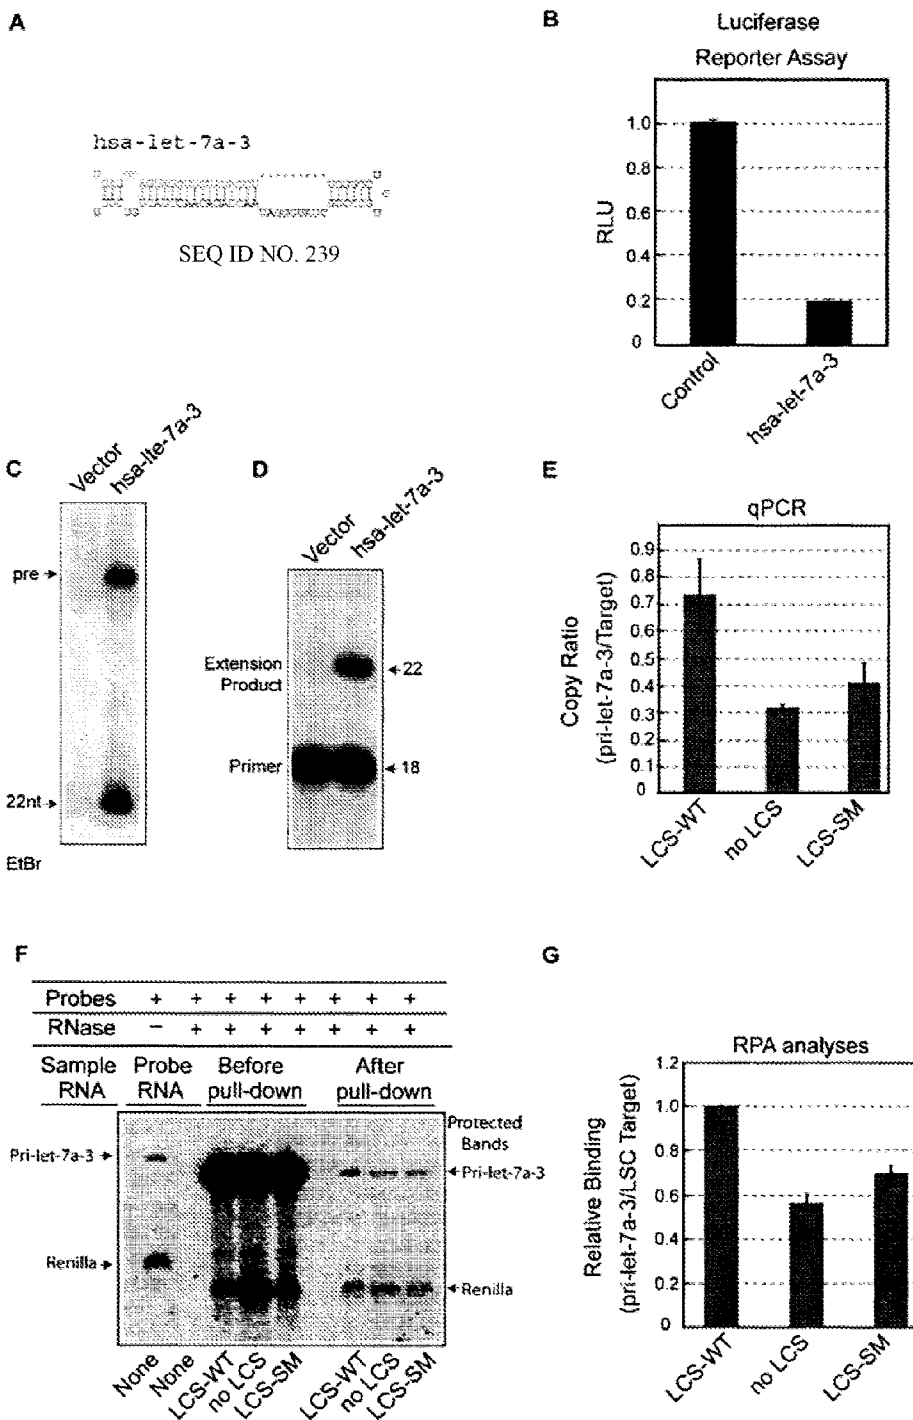 A
hsa-let-7a-3
SEQ ID NO. 239
B
Luciferase
Reporter Assay
RLU
1.0
0.8
0.6
0.4
0.2
0
Control
hsa-let-7a-3
C
Vector
hsa-lte-7a-3
pre
22nt
EtBr
D
Vector
hsa-let-7a-3
Extension
Product
22
Primer
18
E
qPCR
Copy Ratio
(pri-let-7a-3/Target)
0.9
0.8
0.7
0.6
0.5
0.4
0.3
0.2
0.1
0
LCS-WT
no LCS
LCS-SM
F
Probes + + + + + + + +
RNase − + + + + + + +
Sample
RNA
Probe
RNA
Before
pull-down
After
pull-down
Protected
Bands
Pri-let-7a-3
Pri-let-7a-3
Renilla
Renilla
None
None
LCS-WT
no LCS
LCS-SM
LCS-WT
no LCS
LCS-SM
G
RPA analyses
Relative Binding
(pri-let-7a-3/LSC Target)
1.2
1.0
0.8
0.6
0.4
0.2
0
LCS-WT
no LCS
LCS-SM